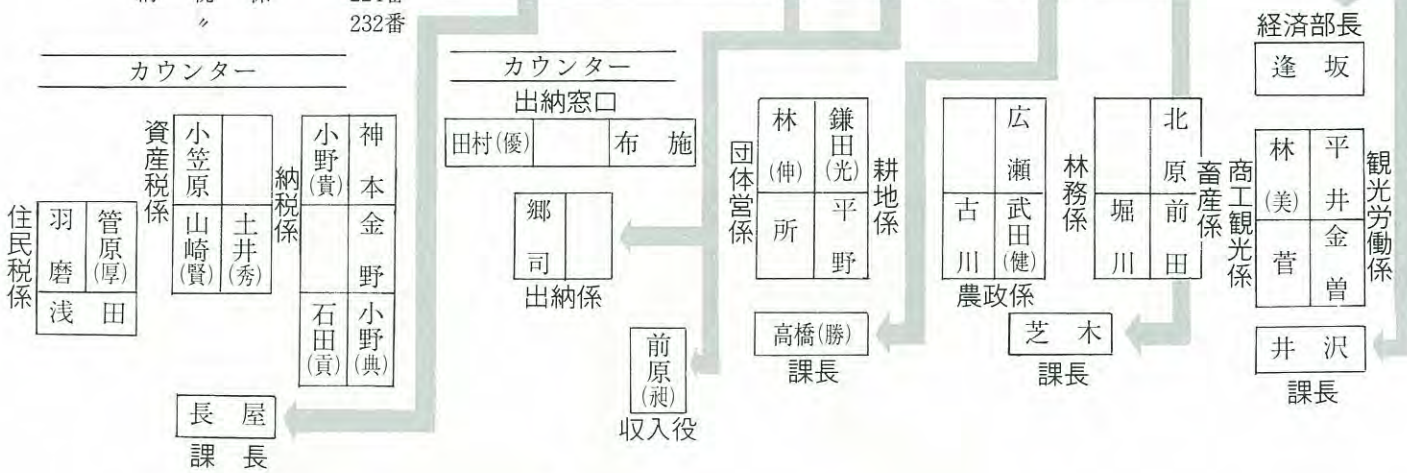 〃 232番
カウンター
住民税係
羽磨
管原(厚)
浅田
資産税係
小笠原
山崎(賢)
土井(秀)
納税係
小野(貴)
神本
金野
石田(貢)
小野(典)
長屋
課長
カウンター
出納窓口
田村(優)
布施
郷司
出納係
前原(昶)
収入役
団体営係
林(伸)
鎌田(光)
所
平野
耕地係
高橋(勝)
課長
広瀬
古川
武田(健)
農政係
林務係
北原
堀川
前田
畜産係
芝木
課長
経済部長
逢坂
商工観光係
林(美)
平井
菅
金曽
観光労働係
井沢
課長